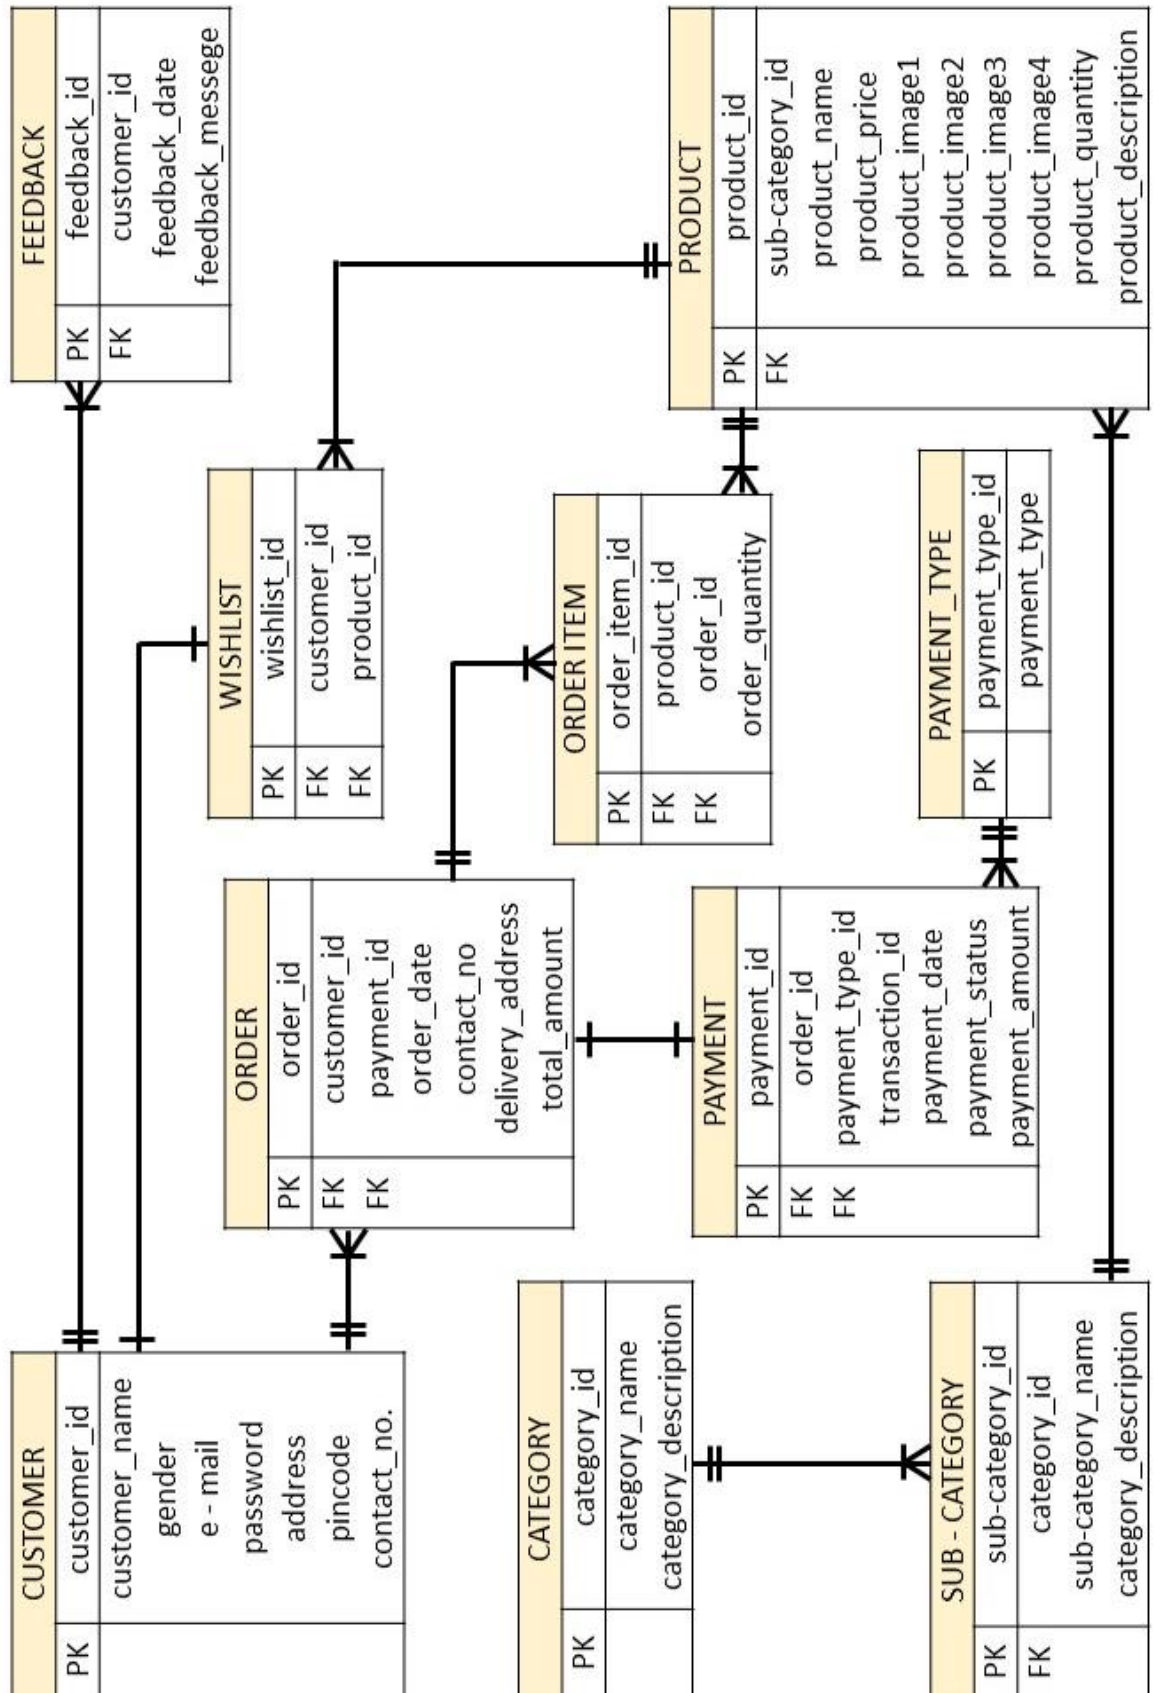 CUSTOMER
PK customer_id
customer_name
gender
e - mail
password
address
pincode
contact_no.
FEEDBACK
PK feedback_id
FK customer_id
feedback_date
feedback_messege
WISHLIST
PK wishlist_id
FK customer_id
FK product_id
ORDER
PK order_id
FK customer_id
FK payment_id
order_date
contact_no
delivery_address
total_amount
ORDER ITEM
PK order_item_id
FK product_id
FK order_id
order_quantity
CATEGORY
PK category_id
category_name
category_description
PAYMENT
PK payment_id
FK order_id
FK payment_type_id
transaction_id
payment_date
payment_status
payment_amount
PRODUCT
PK product_id
FK sub-category_id
product_name
product_price
product_image1
product_image2
product_image3
product_image4
product_quantity
product_description
SUB - CATEGORY
PK sub-category_id
FK category_id
sub-category_name
category_description
PAYMENT_TYPE
PK payment_type_id
payment_type